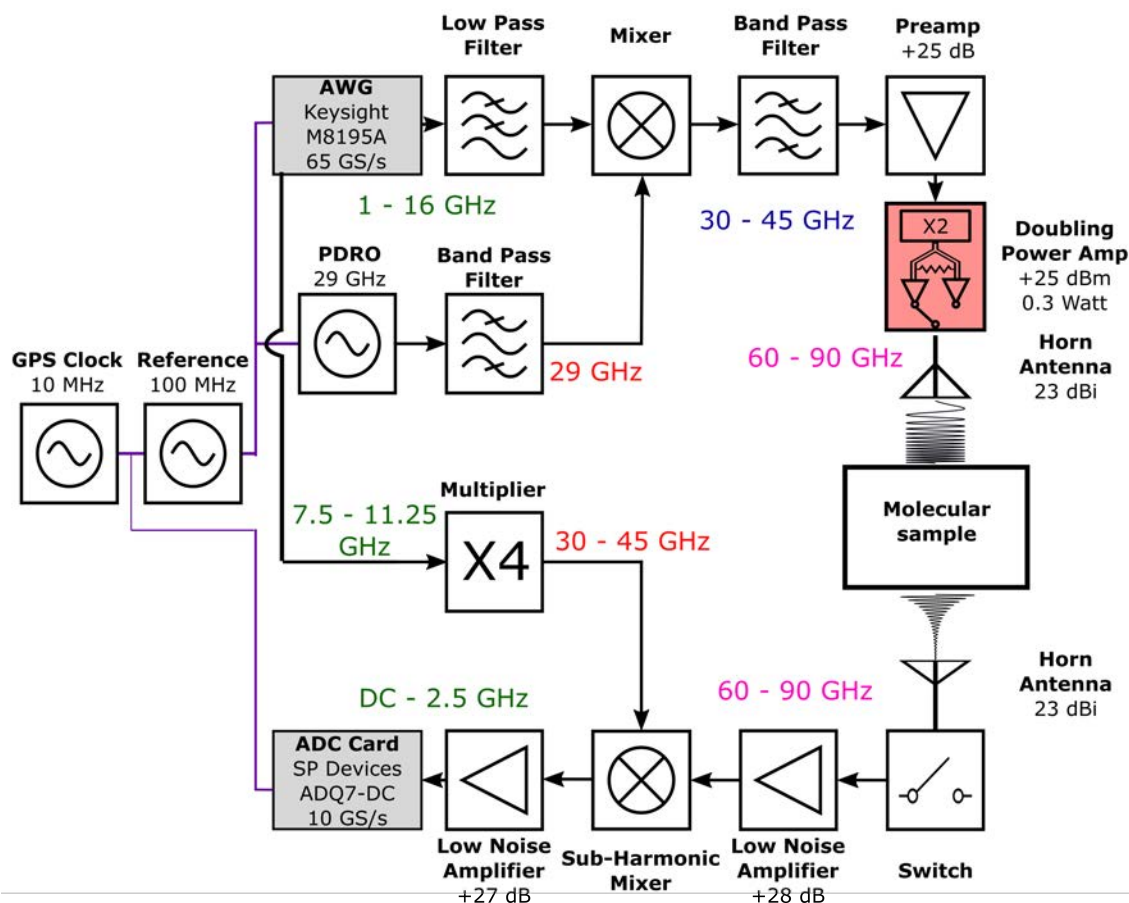 Low Pass
Filter
Mixer
Band Pass
Filter
Preamp
+25 dB
AWG
Keysight
M8195A
65 GS/s
1 - 16 GHz
30 - 45 GHz
X2
Doubling
Power Amp
+25 dBm
0.3 Watt
PDRO
29 GHz
Band Pass
Filter
29 GHz
60 - 90 GHz
Horn
Antenna
23 dBi
GPS Clock
10 MHz
Reference
100 MHz
Molecular
sample
Multiplier
7.5 - 11.25
GHz
X4
30 - 45 GHz
Horn
Antenna
23 dBi
DC - 2.5 GHz
60 - 90 GHz
ADC Card
SP Devices
ADQ7-DC
10 GS/s
Low Noise
Amplifier
+27 dB
Sub-Harmonic
Mixer
Low Noise
Amplifier
+28 dB
Switch